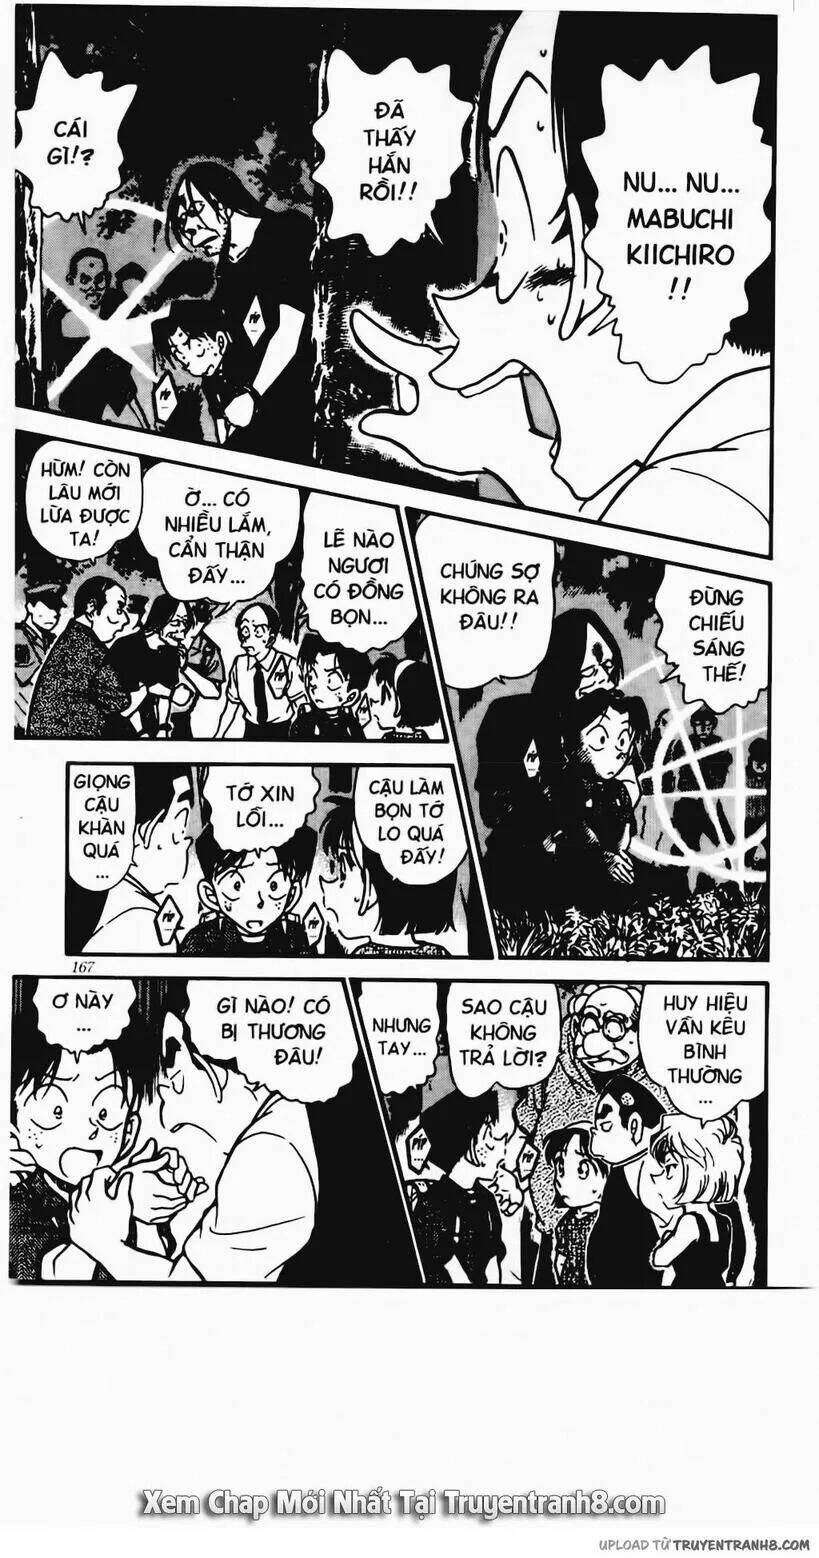 NU... NU...
MABUCHI
KIICHIRO
!!
ĐÃ
THẤY
HẮN
RỒI!!
CÁI
GÌ!?
ĐỪNG
CHIẾU
SÁNG
THẾ!
CHỨNG SỢ
KHÔNG RA
ĐÂU!!
LẼ NÀO
NGƯƠI
CÓ ĐỒNG
BỌN...
Ờ... CÓ
NHIỀU LẮM,
CẨN THẬN
ĐẤY...
HỪM! CÒN
LÂU MỚI
LỪA ĐƯỢC
TA!
CẬU LÀM
BỌN TỚ
LO QUÁ
ĐẤY!
TỚ XIN
LỒI...
GIỌNG
CẬU
KHÀN
QUÁ
...
167
HUY HIỆU
VẪN KÊU
BÌNH
THƯỜNG
...
SAO CẬU
KHÔNG
TRẢ LỜI?
NHƯNG
TAY...
GÌ NÀO! CÓ
BỊ THƯƠNG
ĐÂU!
Ơ NÀY
...
Xem Chap Mới Nhất Tại Truyentranh8.com
UPLOAD TỪ TRUYENTRANH8.COM